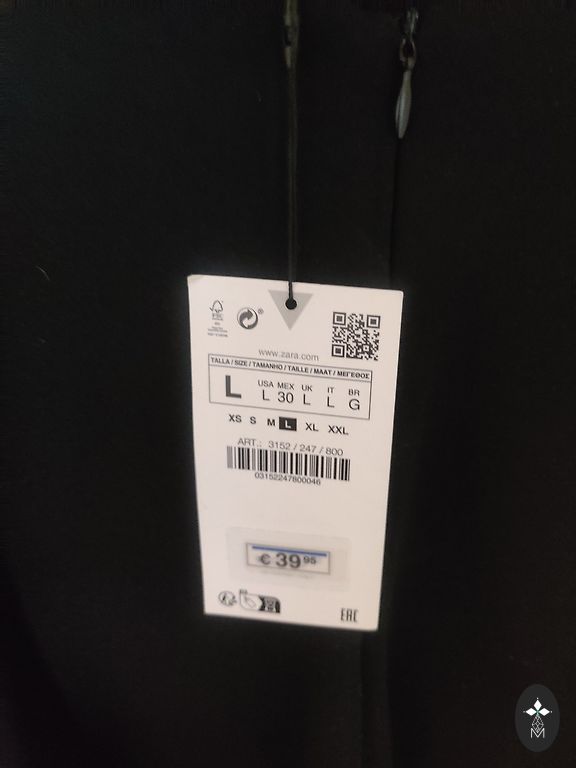 FSC
www.zara.com
TALLA / SIZE / TAMANHO / TAILLE / MAAT / ΜΕΓΕΘΟΣ
L USA MEX UK IT BR
L 30 L L G
XS S M L XL XXL
ART.: 3152 / 247 / 800
03152247800046
€ 39 95
EAC
M